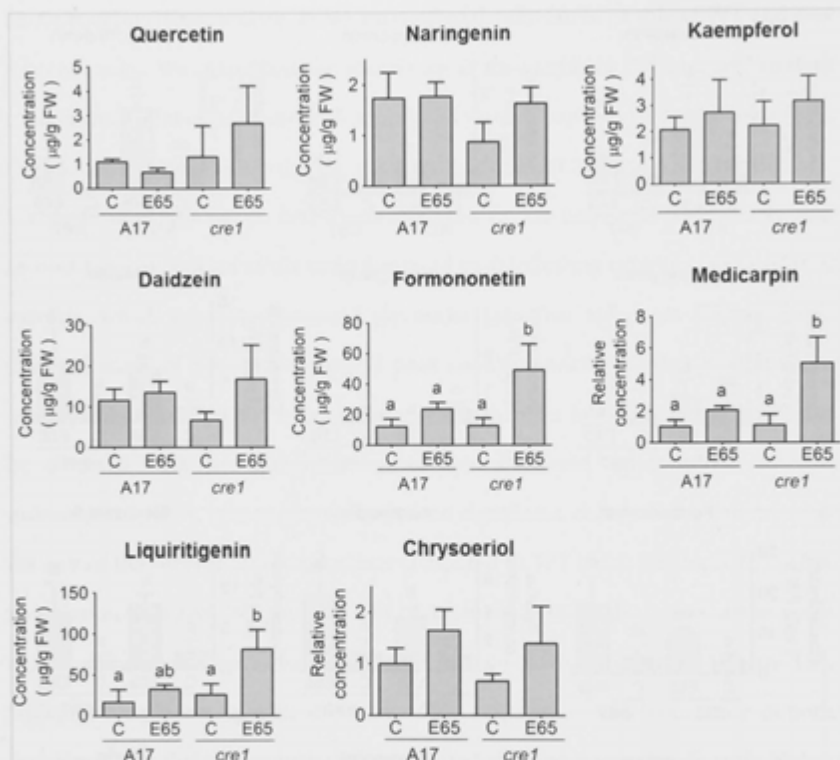 Quercetin
Concentration
( µg/g FW)
5
4
3
2
1
0
C E65 C E65
A17 cre1
Naringenin
Concentration
( µg/g FW)
2
1
0
C E65 C E65
A17 cre1
Kaempferol
Concentration
( µg/g FW)
5
4
3
2
1
0
C E65 C E65
A17 cre1
Daidzein
Concentration
( µg/g FW)
30
20
10
0
C E65 C E65
A17 cre1
Formononetin
Concentration
( µg/g FW)
80
60
40
20
0
a a a b
C E65 C E65
A17 cre1
Medicarpin
Relative
concentration
8
6
4
2
0
a a a b
C E65 C E65
A17 cre1
Liquiritigenin
Concentration
( µg/g FW)
150
100
50
0
a ab a b
C E65 C E65
A17 cre1
Chrysoeriol
Relative
concentration
2
1
0
C E65 C E65
A17 cre1